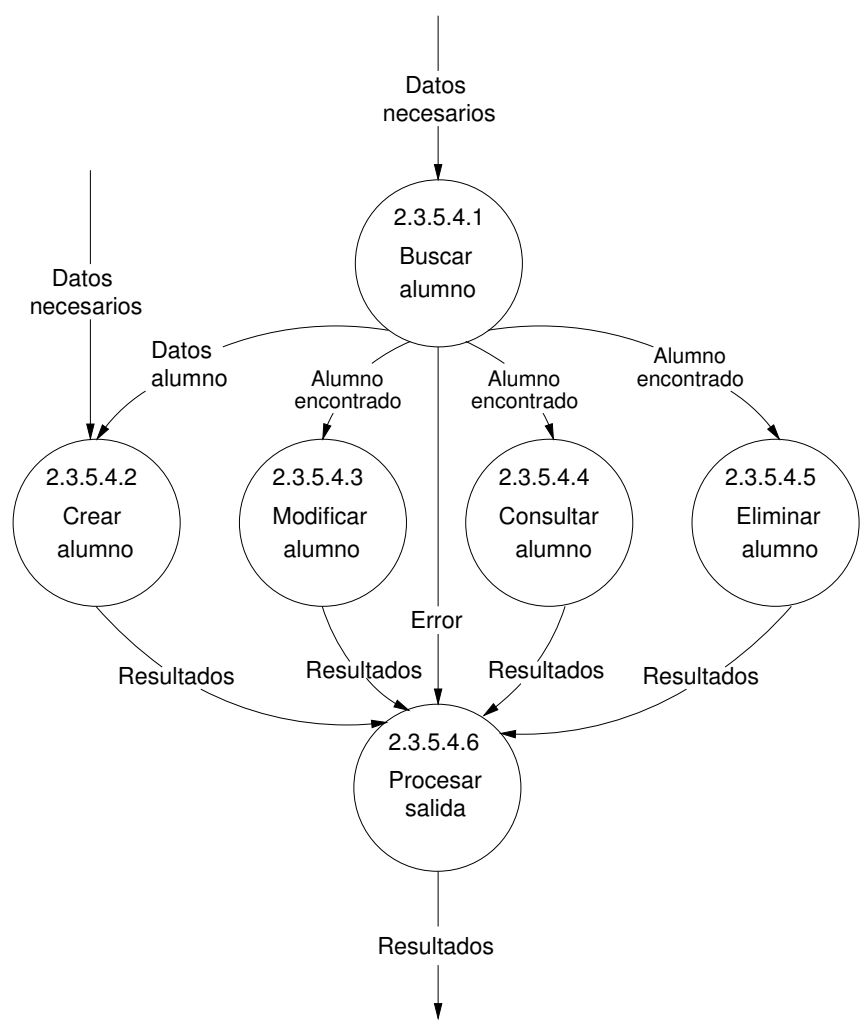 Datos
necesarios
2.3.5.4.1
Buscar
alumno
Datos
necesarios
Datos
alumno
Alumno
encontrado
Alumno
encontrado
Alumno
encontrado
2.3.5.4.2
Crear
alumno
2.3.5.4.3
Modificar
alumno
2.3.5.4.4
Consultar
alumno
2.3.5.4.5
Eliminar
alumno
Error
Resultados
Resultados
Resultados
Resultados
2.3.5.4.6
Procesar
salida
Resultados